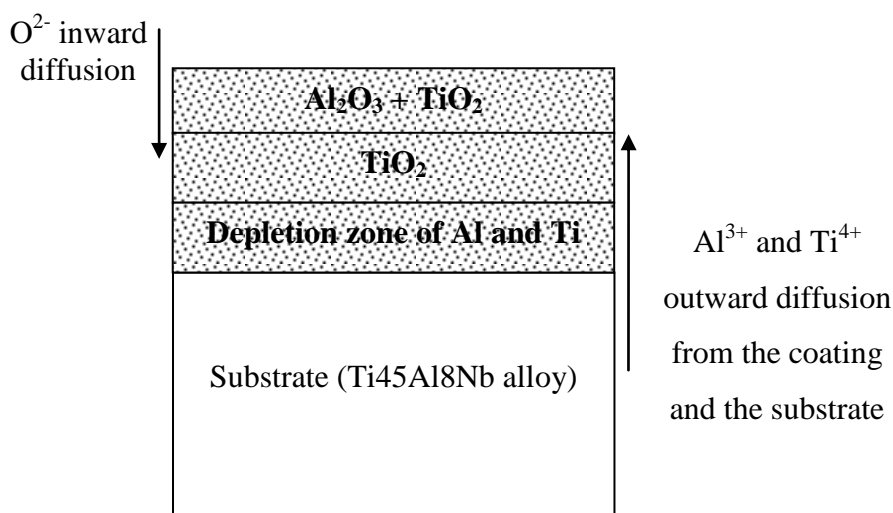 O²⁻ inward
diffusion
Al₂O₃ + TiO₂
TiO₂
Depletion zone of Al and Ti
Substrate (Ti45Al8Nb alloy)
Al³⁺ and Ti⁴⁺
outward diffusion
from the coating
and the substrate